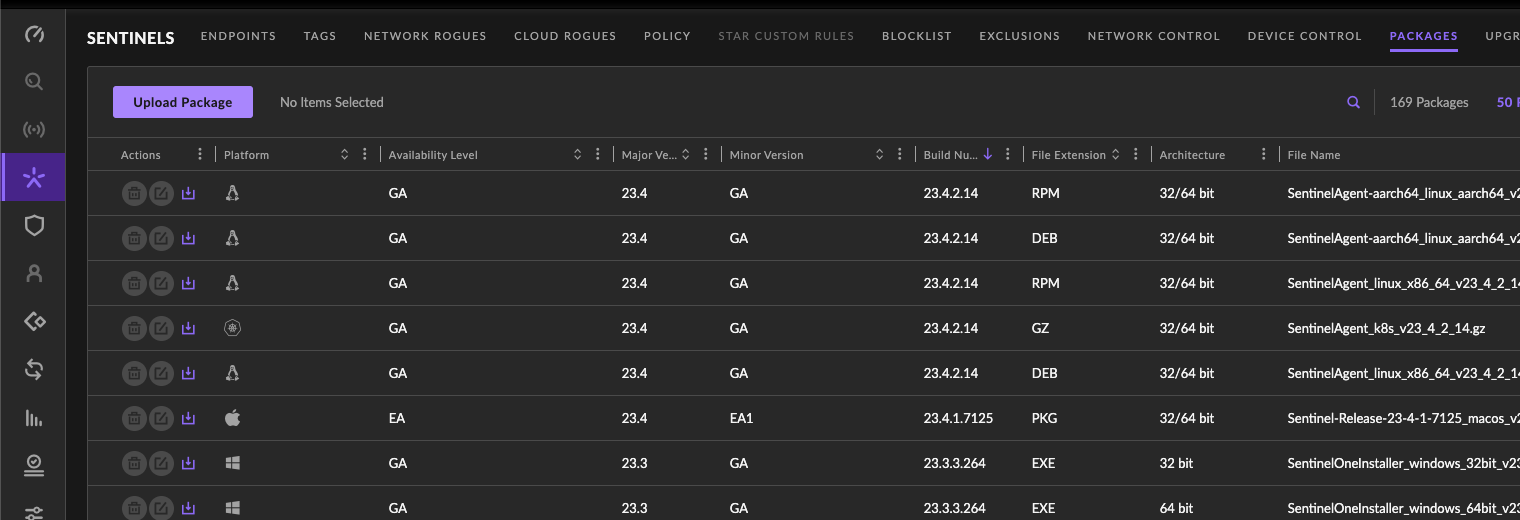 SENTINELS ENDPOINTS TAGS NETWORK ROGUES CLOUD ROGUES POLICY STAR CUSTOM RULES BLOCKLIST EXCLUSIONS NETWORK CONTROL DEVICE CONTROL PACKAGES UPGR
Upload Package No Items Selected 169 Packages 50
Actions Platform Availability Level Major Ve... Minor Version Build Nu... File Extension Architecture File Name
GA 23.4 GA 23.4.2.14 RPM 32/64 bit SentinelAgent-aarch64_linux_aarch64_v2
GA 23.4 GA 23.4.2.14 DEB 32/64 bit SentinelAgent-aarch64_linux_aarch64_v2
GA 23.4 GA 23.4.2.14 RPM 32/64 bit SentinelAgent_linux_x86_64_v23_4_2_14
GA 23.4 GA 23.4.2.14 GZ 32/64 bit SentinelAgent_k8s_v23_4_2_14.gz
GA 23.4 GA 23.4.2.14 DEB 32/64 bit SentinelAgent_linux_x86_64_v23_4_2_14
EA 23.4 EA1 23.4.1.7125 PKG 32/64 bit Sentinel-Release-23-4-1-7125_macos_v2
GA 23.3 GA 23.3.3.264 EXE 32 bit SentinelOneInstaller_windows_32bit_v23
GA 23.3 GA 23.3.3.264 EXE 64 bit SentinelOneInstaller_windows_64bit_v23